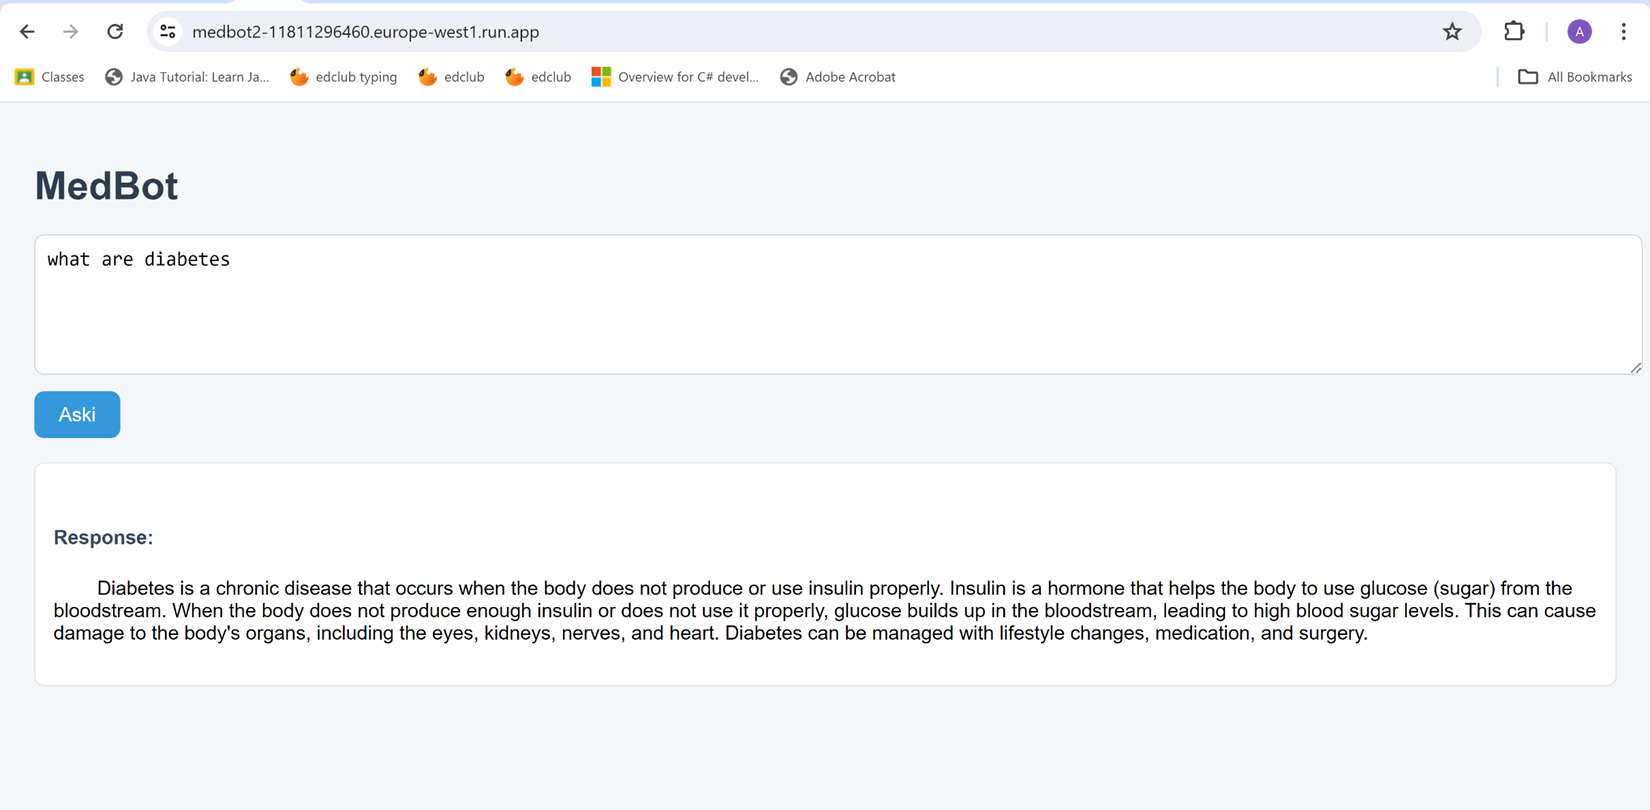 medbot2-11811296460.europe-west1.run.app
A
Classes Java Tutorial: Learn Ja... edclub typing edclub edclub Overview for C# devel... Adobe Acrobat All Bookmarks
MedBot
what are diabetes
Aski
Response:
Diabetes is a chronic disease that occurs when the body does not produce or use insulin properly. Insulin is a hormone that helps the body to use glucose (sugar) from the
bloodstream. When the body does not produce enough insulin or does not use it properly, glucose builds up in the bloodstream, leading to high blood sugar levels. This can cause
damage to the body's organs, including the eyes, kidneys, nerves, and heart. Diabetes can be managed with lifestyle changes, medication, and surgery.